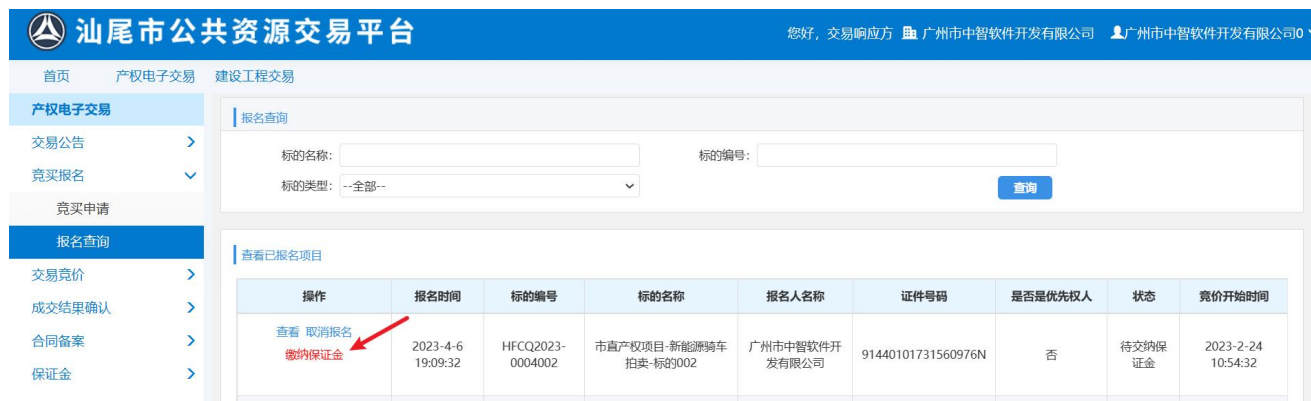 汕尾市公共资源交易平台
您好，交易响应方 广州市中智软件开发有限公司 广州市中智软件开发有限公司0
首页 产权电子交易 建设工程交易
产权电子交易
交易公告
竞买报名
竞买申请
报名查询
交易竞价
成交结果确认
合同备案
保证金
报名查询
标的名称： 标的编号：
标的类型： --全部--
查询
查看已报名项目
操作 报名时间 标的编号 标的名称 报名人名称 证件号码 是否是优先权人 状态 竞价开始时间
查看 取消报名
缴纳保证金
2023-4-6
19:09:32
HFCQ2023-
0004002
市直产权项目-新能源骑车
拍卖-标的002
广州市中智软件开
发有限公司
91440101731560976N
否
待交纳保
证金
2023-2-24
10:54:32